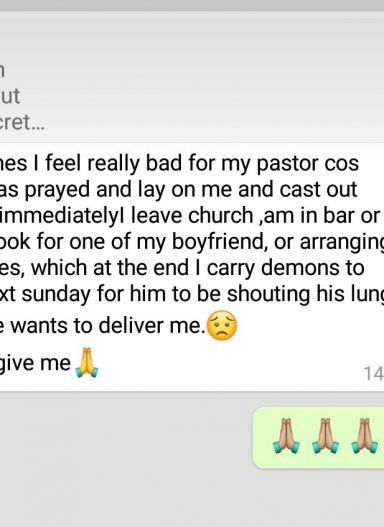 ut
cret...
nes I feel really bad for my pastor cos
as prayed and lay on me and cast out
immediatelyI leave church ,am in bar or
ook for one of my boyfriend, or arranging
es, which at the end I carry demons to
xt sunday for him to be shouting his lung
e wants to deliver me.😟
give me🙏
14
🙏🙏🙏